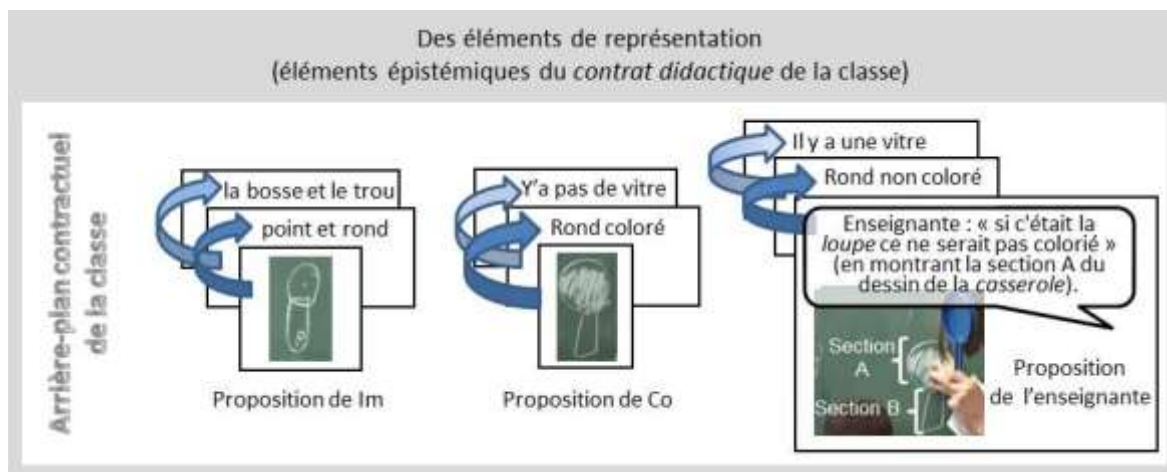 Des éléments de représentation
(éléments épistémiques du contrat didactique de la classe)
Arrière-plan contractuel
de la classe
la bosse et le trou
point et rond
Proposition de Im
Y'a pas de vitre
Rond coloré
Proposition de Co
Il y a une vitre
Rond non coloré
Enseignante : « si c'était la
loupe ce ne serait pas colorié »
(en montrant la section A du
dessin de la casserole).
Section
A
Section B
Proposition
de l'enseignante